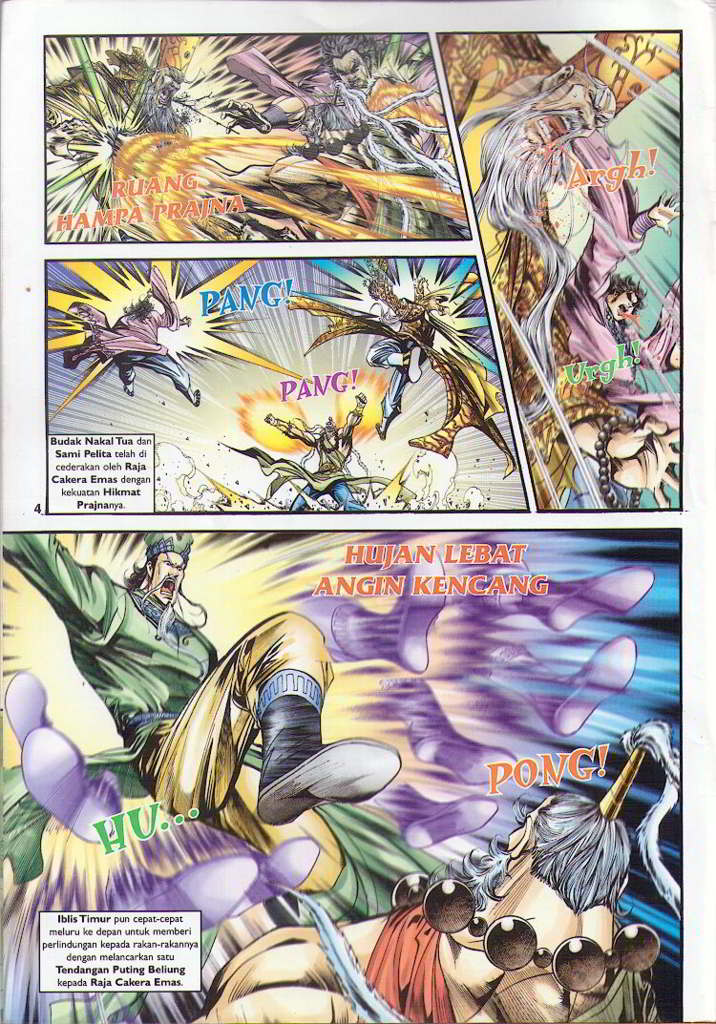 RUANG
HAMPA PRAJNA
Argh!
Urgh!
PANG!
PANG!
Budak Nakal Tua dan
Sami Pelita telah di
cederakan oleh Raja
Cakera Emas dengan
kekuatan Hikmat
Prajnanya.
4
HUJAN LEBAT
ANGIN KENCANG
PONG!
HU...
Iblis Timur pun cepat-cepat
meluru ke depan untuk memberi
perlindungan kepada rakan-rakannya
dengan melancarkan satu
Tendangan Puting Beliung
kepada Raja Cakera Emas.